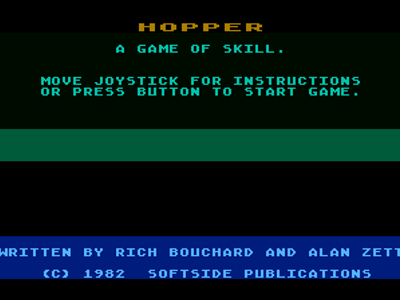 HOPPER
A GAME OF SKILL.
MOVE JOYSTICK FOR INSTRUCTIONS
OR PRESS BUTTON TO START GAME.
WRITTEN BY RICH BOUCHARD AND ALAN ZETT
(C) 1982 SOFTSIDE PUBLICATIONS